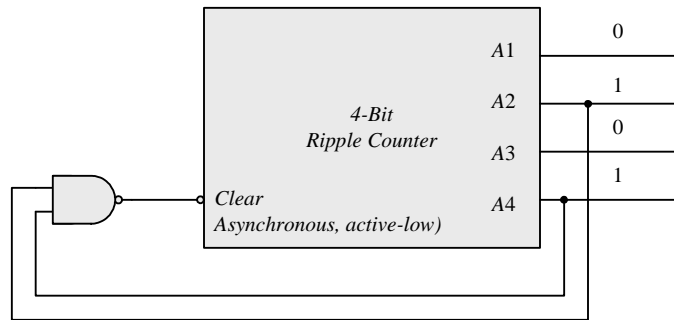 A1
0
4-Bit
Ripple Counter
A2
1
A3
0
Clear
Asynchronous, active-low)
A4
1